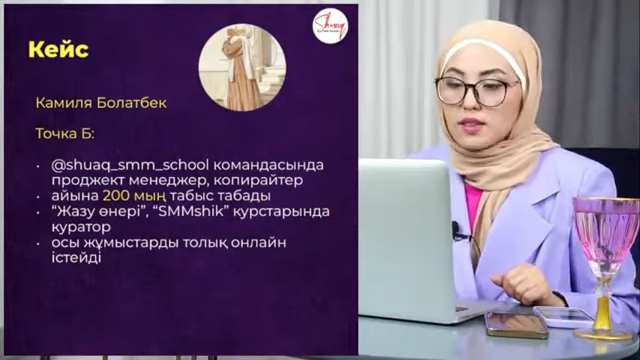 Кейс
Камиля Болатбек
Точка Б:
• @shuaq_smm_school командасында
проджект менеджер, копирайтер
• айына 200 мың табыс табады
• “Жазу өнері”, “SMMshik” курстарында
куратор
• осы жұмыстарды толық онлайн
істейді
Shuaq